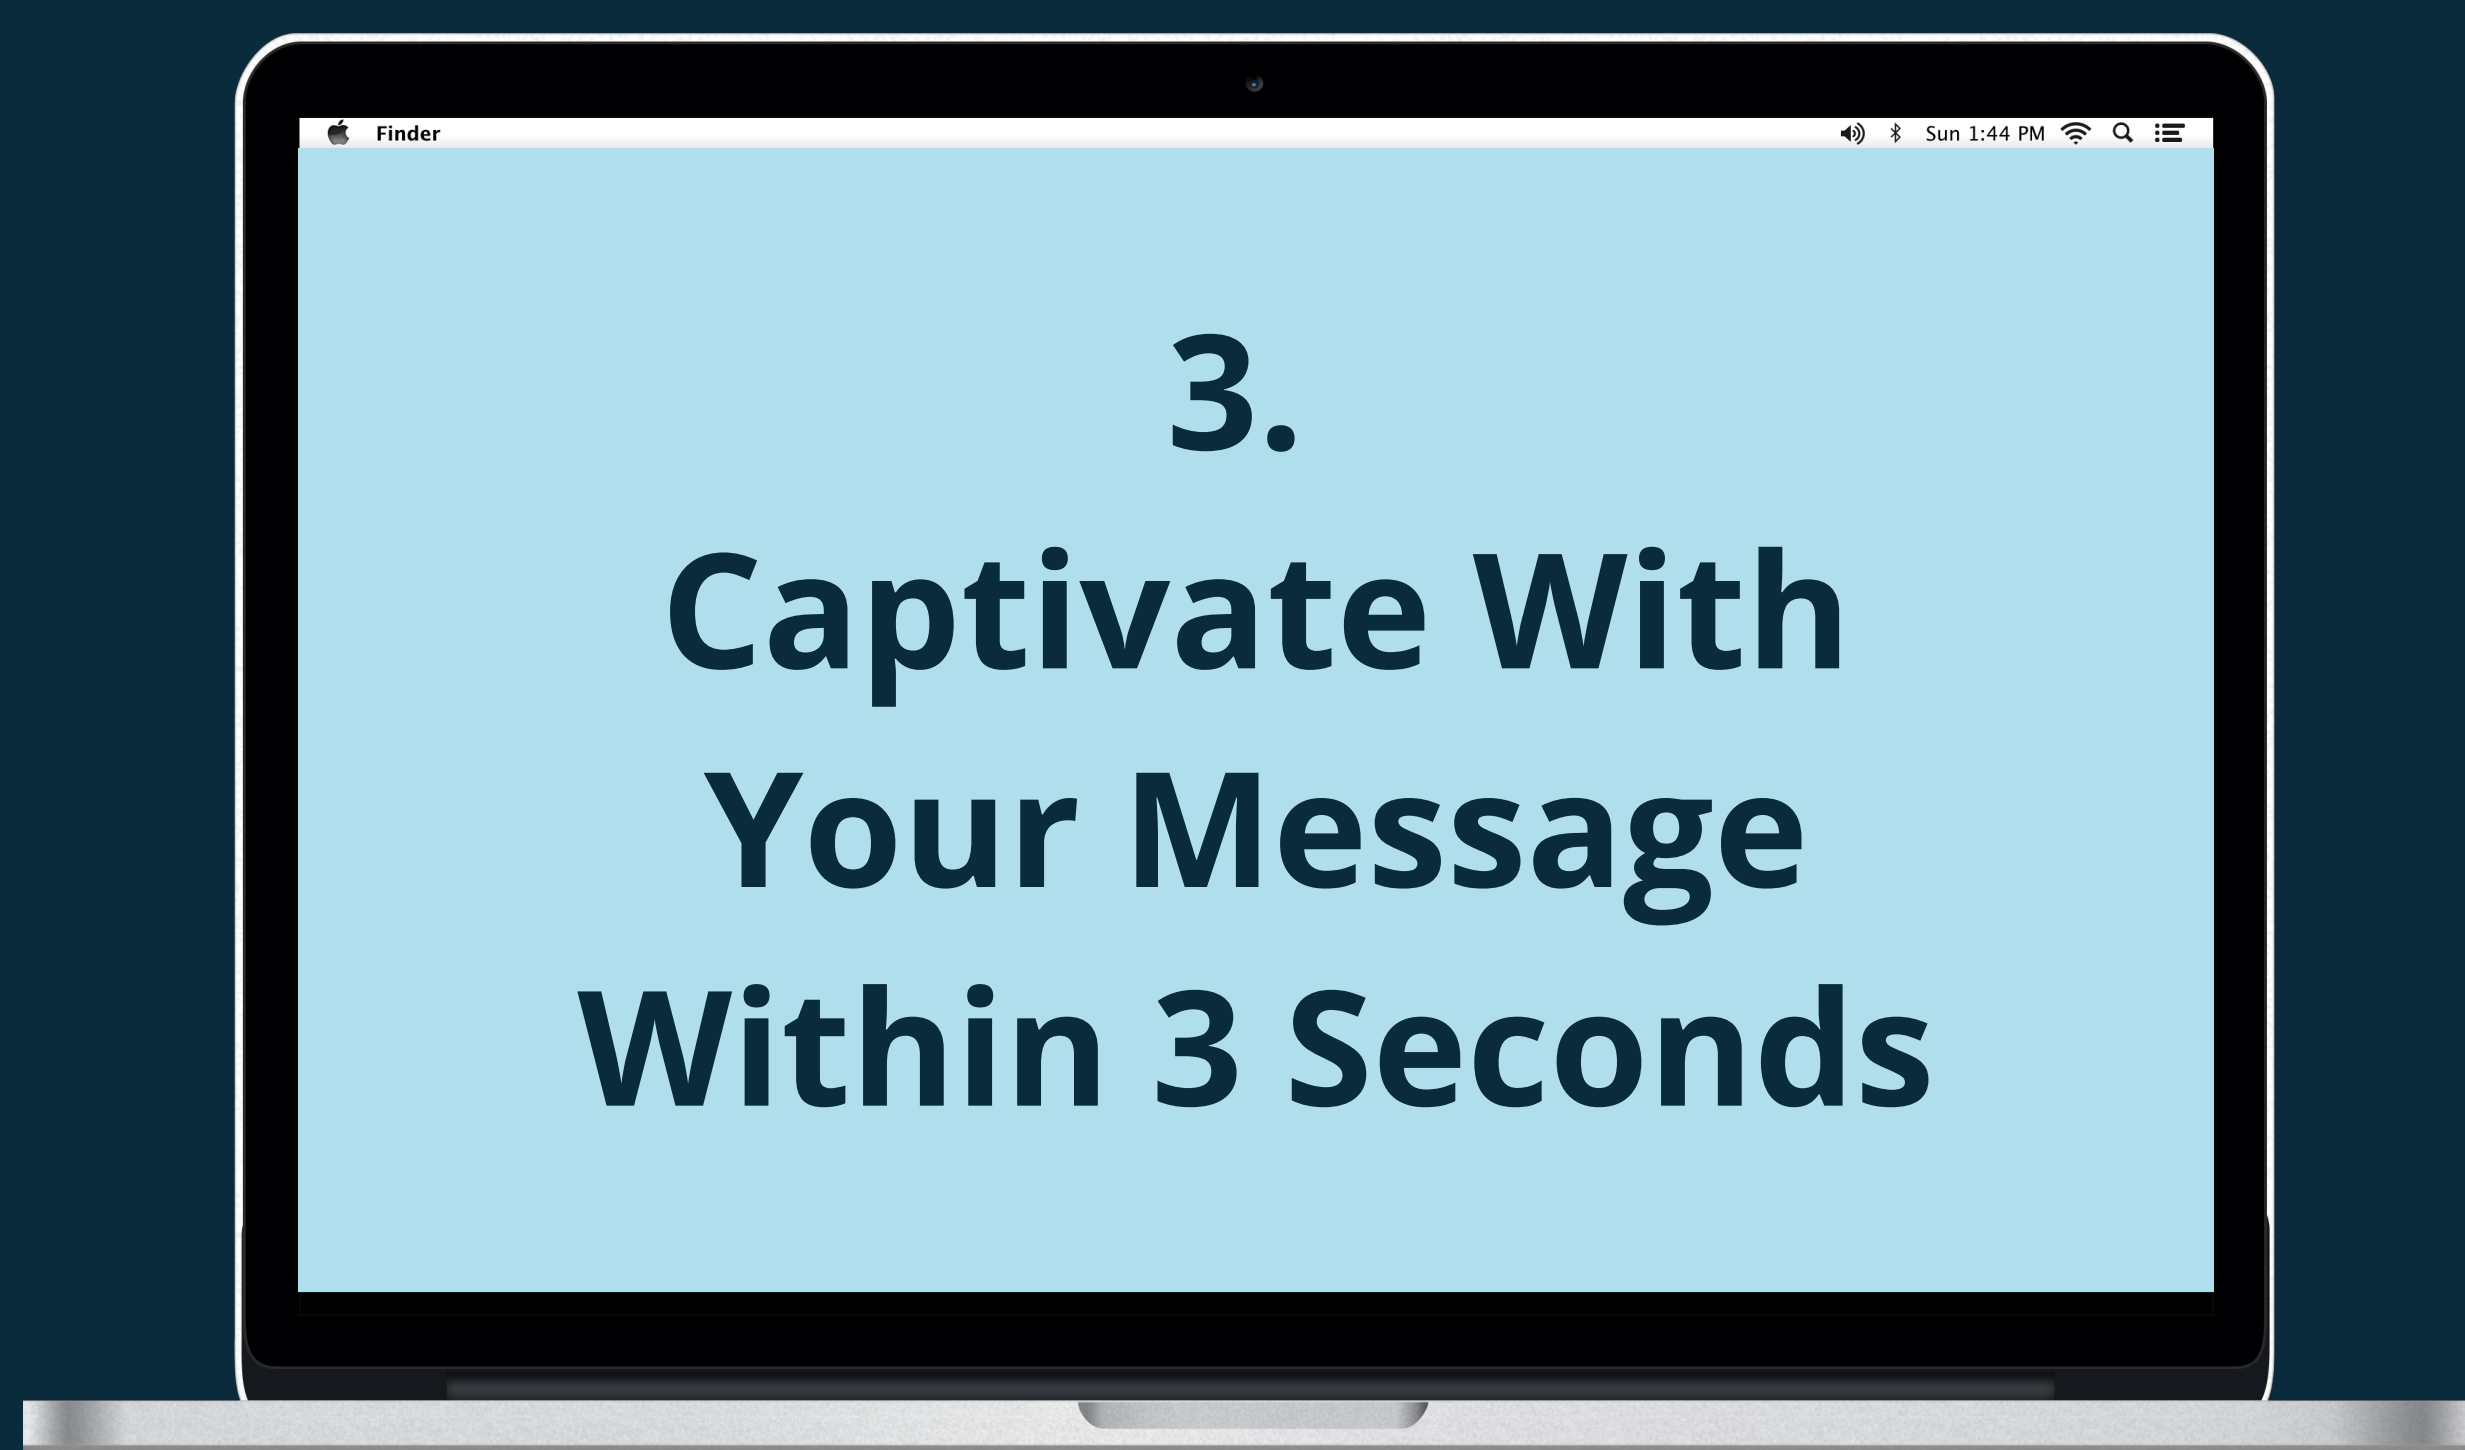 Finder
Sun 1:44 PM
3.
Captivate With
Your Message
Within 3 Seconds